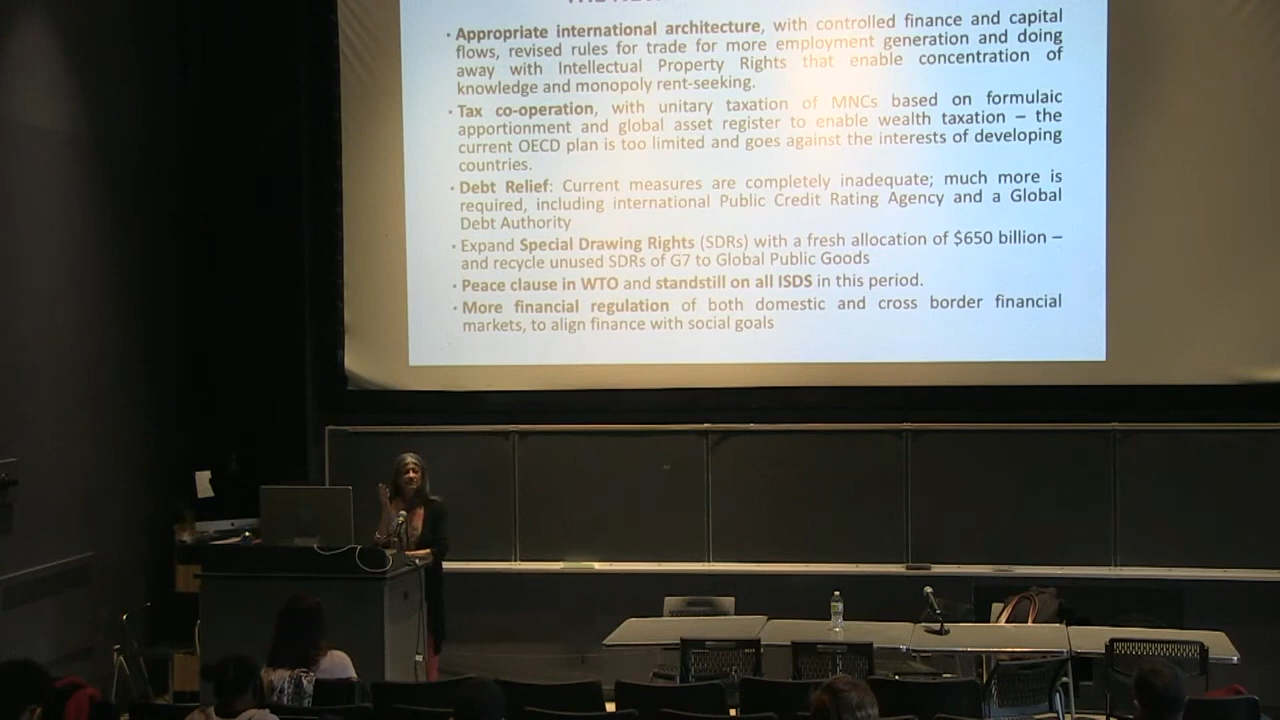 • Appropriate international architecture, with controlled finance and capital
flows, revised rules for trade for more employment generation and doing
away with Intellectual Property Rights that enable concentration of
knowledge and monopoly rent-seeking.
• Tax co-operation, with unitary taxation of MNCs based on formulaic
apportionment and global asset register to enable wealth taxation – the
current OECD plan is too limited and goes against the interests of developing
countries.
• Debt Relief: Current measures are completely inadequate; much more is
required, including international Public Credit Rating Agency and a Global
Debt Authority
• Expand Special Drawing Rights (SDRs) with a fresh allocation of $650 billion –
and recycle unused SDRs of G7 to Global Public Goods
• Peace clause in WTO and standstill on all ISDS in this period.
• More financial regulation of both domestic and cross border financial
markets, to align finance with social goals